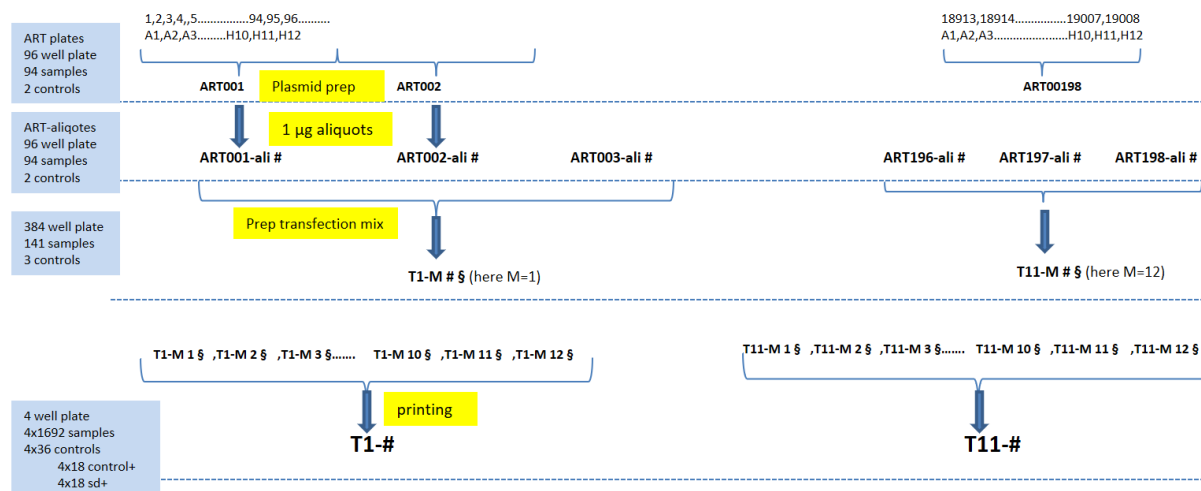 1,2,3,4,,5...............94,95,96..........
A1,A2,A3.........H10,H11,H12
18913,18914.................19007,19008
A1,A2,A3.......................H10,H11,H12
ART plates
96 well plate
94 samples
2 controls
ART001
Plasmid prep
ART002
ART00198
1 µg aliquots
ART-aliqotes
96 well plate
94 samples
2 controls
ART001-ali #
ART002-ali #
ART003-ali #
ART196-ali #
ART197-ali #
ART198-ali #
Prep transfection mix
384 well plate
141 samples
3 controls
T1-M # § (here M=1)
T11-M # § (here M=12)
T1-M 1 § ,T1-M 2 § ,T1-M 3 §....... T1-M 10 § ,T1-M 11 § ,T1-M 12 §
T11-M 1 § ,T11-M 2 § ,T11-M 3 §....... T11-M 10 § ,T11-M 11 § ,T11-M 12 §
printing
4 well plate
4x1692 samples
4x36 controls
4x18 control+
4x18 sd+
T1-#
T11-#